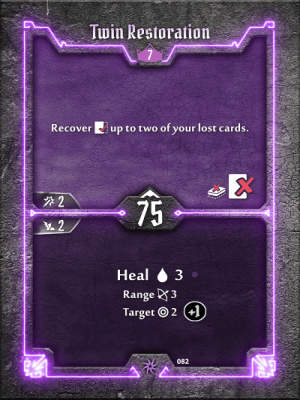 Twin Restoration
7
Recover up to two of your lost cards.
2
75
2
Heal 3
Range 3
Target 2 +1
082